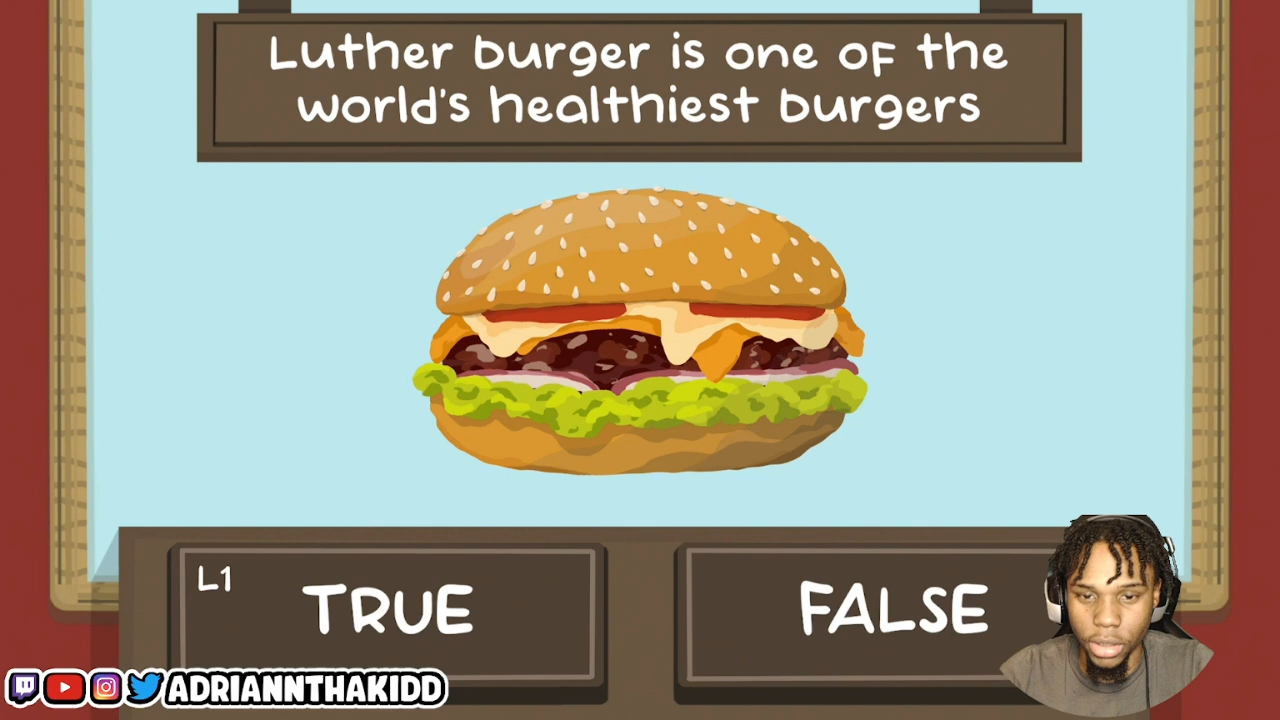 Luther burger is one of the
world's healthiest burgers
L1
TRUE
FALSE
ADRIANNTHAKIDD